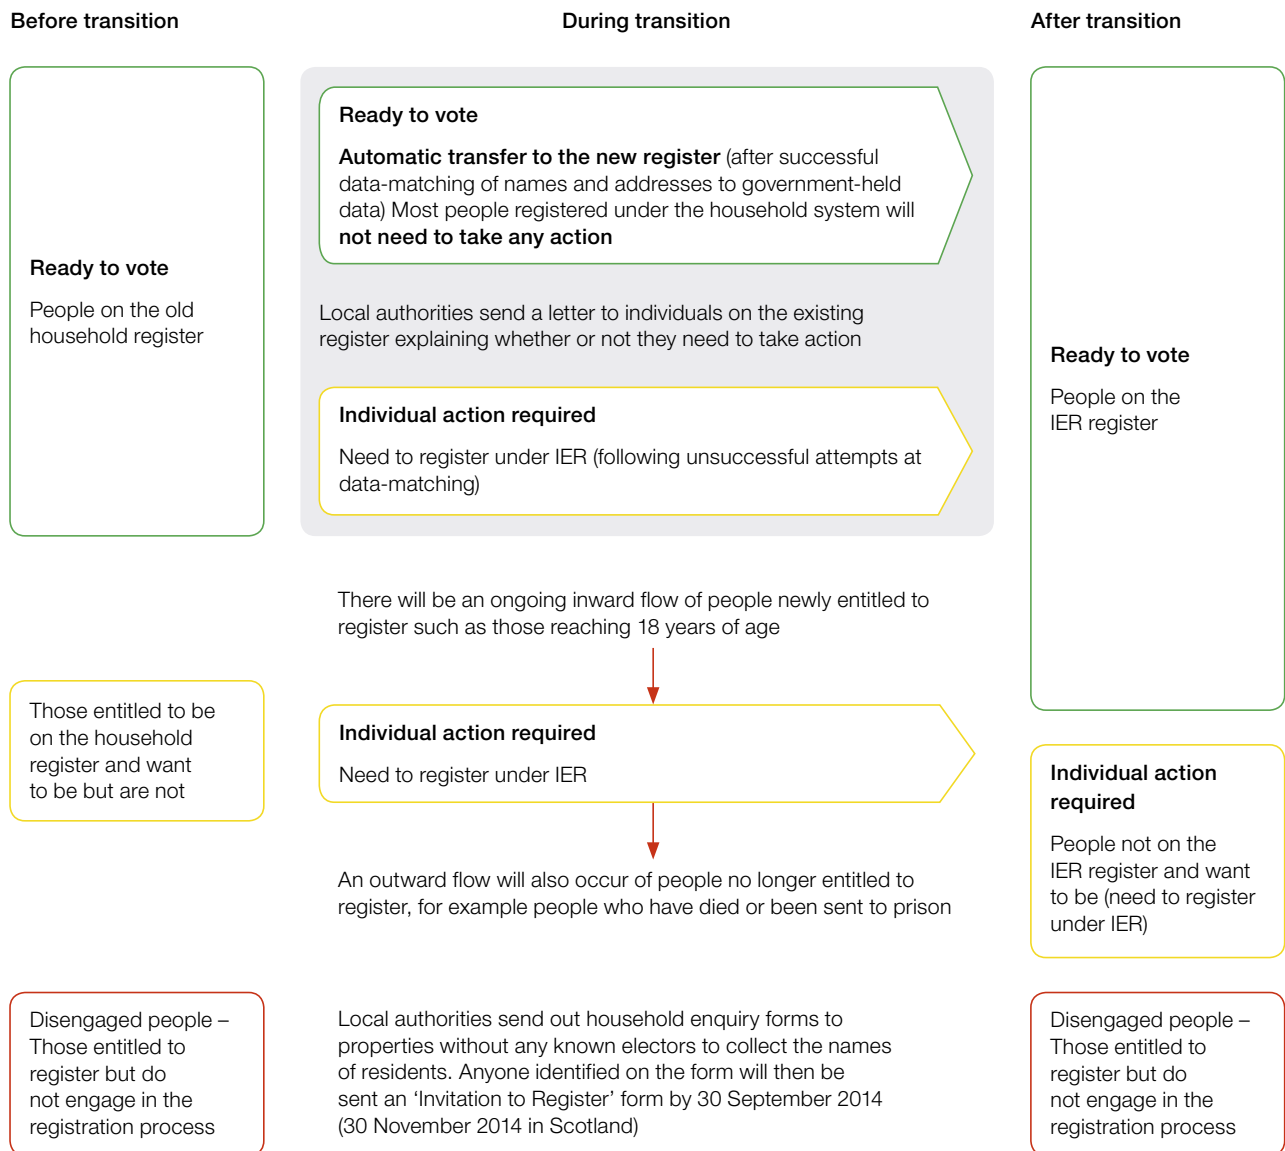 Before transition
During transition
After transition
Ready to vote
People on the old
household register
Ready to vote
Automatic transfer to the new register (after successful
data-matching of names and addresses to government-held
data) Most people registered under the household system will
not need to take any action
Local authorities send a letter to individuals on the existing
register explaining whether or not they need to take action
Individual action required
Need to register under IER (following unsuccessful attempts at
data-matching)
Ready to vote
People on the
IER register
There will be an ongoing inward flow of people newly entitled to
register such as those reaching 18 years of age
Those entitled to be
on the household
register and want
to be but are not
Individual action required
Need to register under IER
An outward flow will also occur of people no longer entitled to
register, for example people who have died or been sent to prison
Individual action
required
People not on the
IER register and want
to be (need to register
under IER)
Disengaged people –
Those entitled to
register but do
not engage in the
registration process
Local authorities send out household enquiry forms to
properties without any known electors to collect the names
of residents. Anyone identified on the form will then be
sent an ‘Invitation to Register’ form by 30 September 2014
(30 November 2014 in Scotland)
Disengaged people –
Those entitled to
register but do
not engage in the
registration process